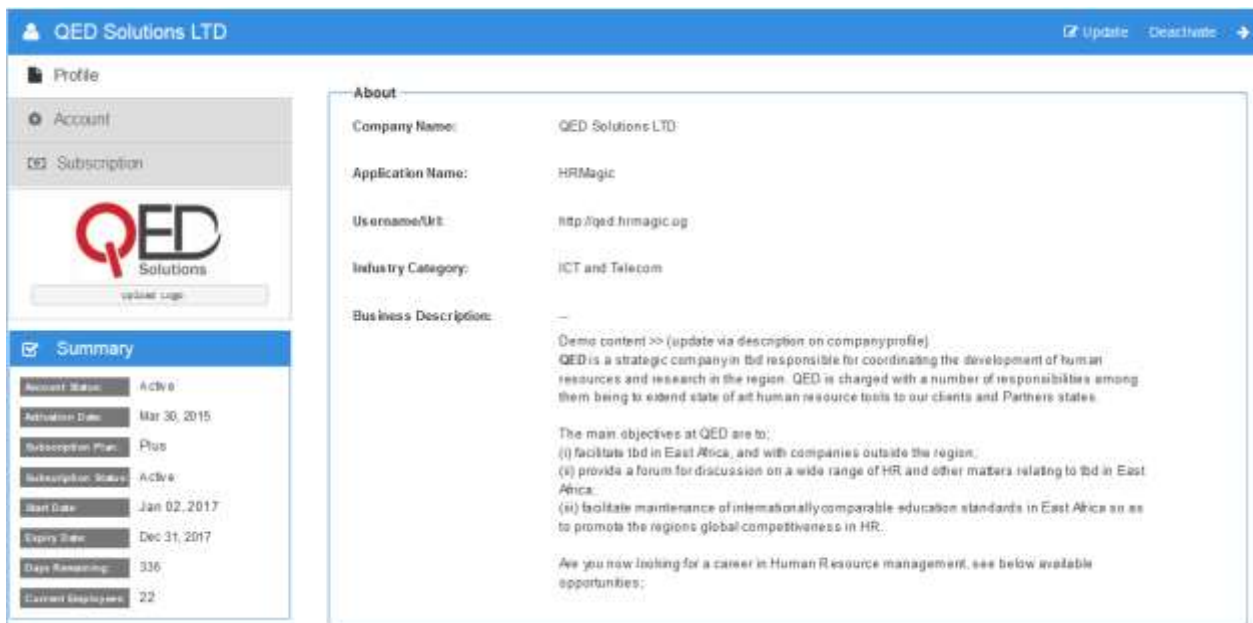 QED Solutions LTD
Update Deactivate
Profile
Account
Subscription
QED
Solutions
Upload Logo
Summary
Account Status: Active
Activation Date: Mar 30, 2015
Subscription Plan: Plus
Subscription Status: Active
Start Date: Jan 02, 2017
Expiry Date: Dec 31, 2017
Days Remaining: 336
Current Employees: 22
About
Company Name: QED Solutions LTD
Application Name: HRMagic
Username/Url: http://qed.hrmagic.ug
Industry Category: ICT and Telecom
Business Description: ---
Demo content >> (update via description on company profile)
QED is a strategic company in tbd responsible for coordinating the development of human
resources and research in the region. QED is charged with a number of responsibilities among
them being to extend state of art human resource tools to our clients and Partners states.
The main objectives at QED are to;
(i) facilitate tbd in East Africa, and with companies outside the region;
(ii) provide a forum for discussion on a wide range of HR and other matters relating to tbd in East
Africa;
(iii) facilitate maintenance of internationally comparable education standards in East Africa so as
to promote the regions global competitiveness in HR.
Are you now looking for a career in Human Resource management, see below available
opportunities;